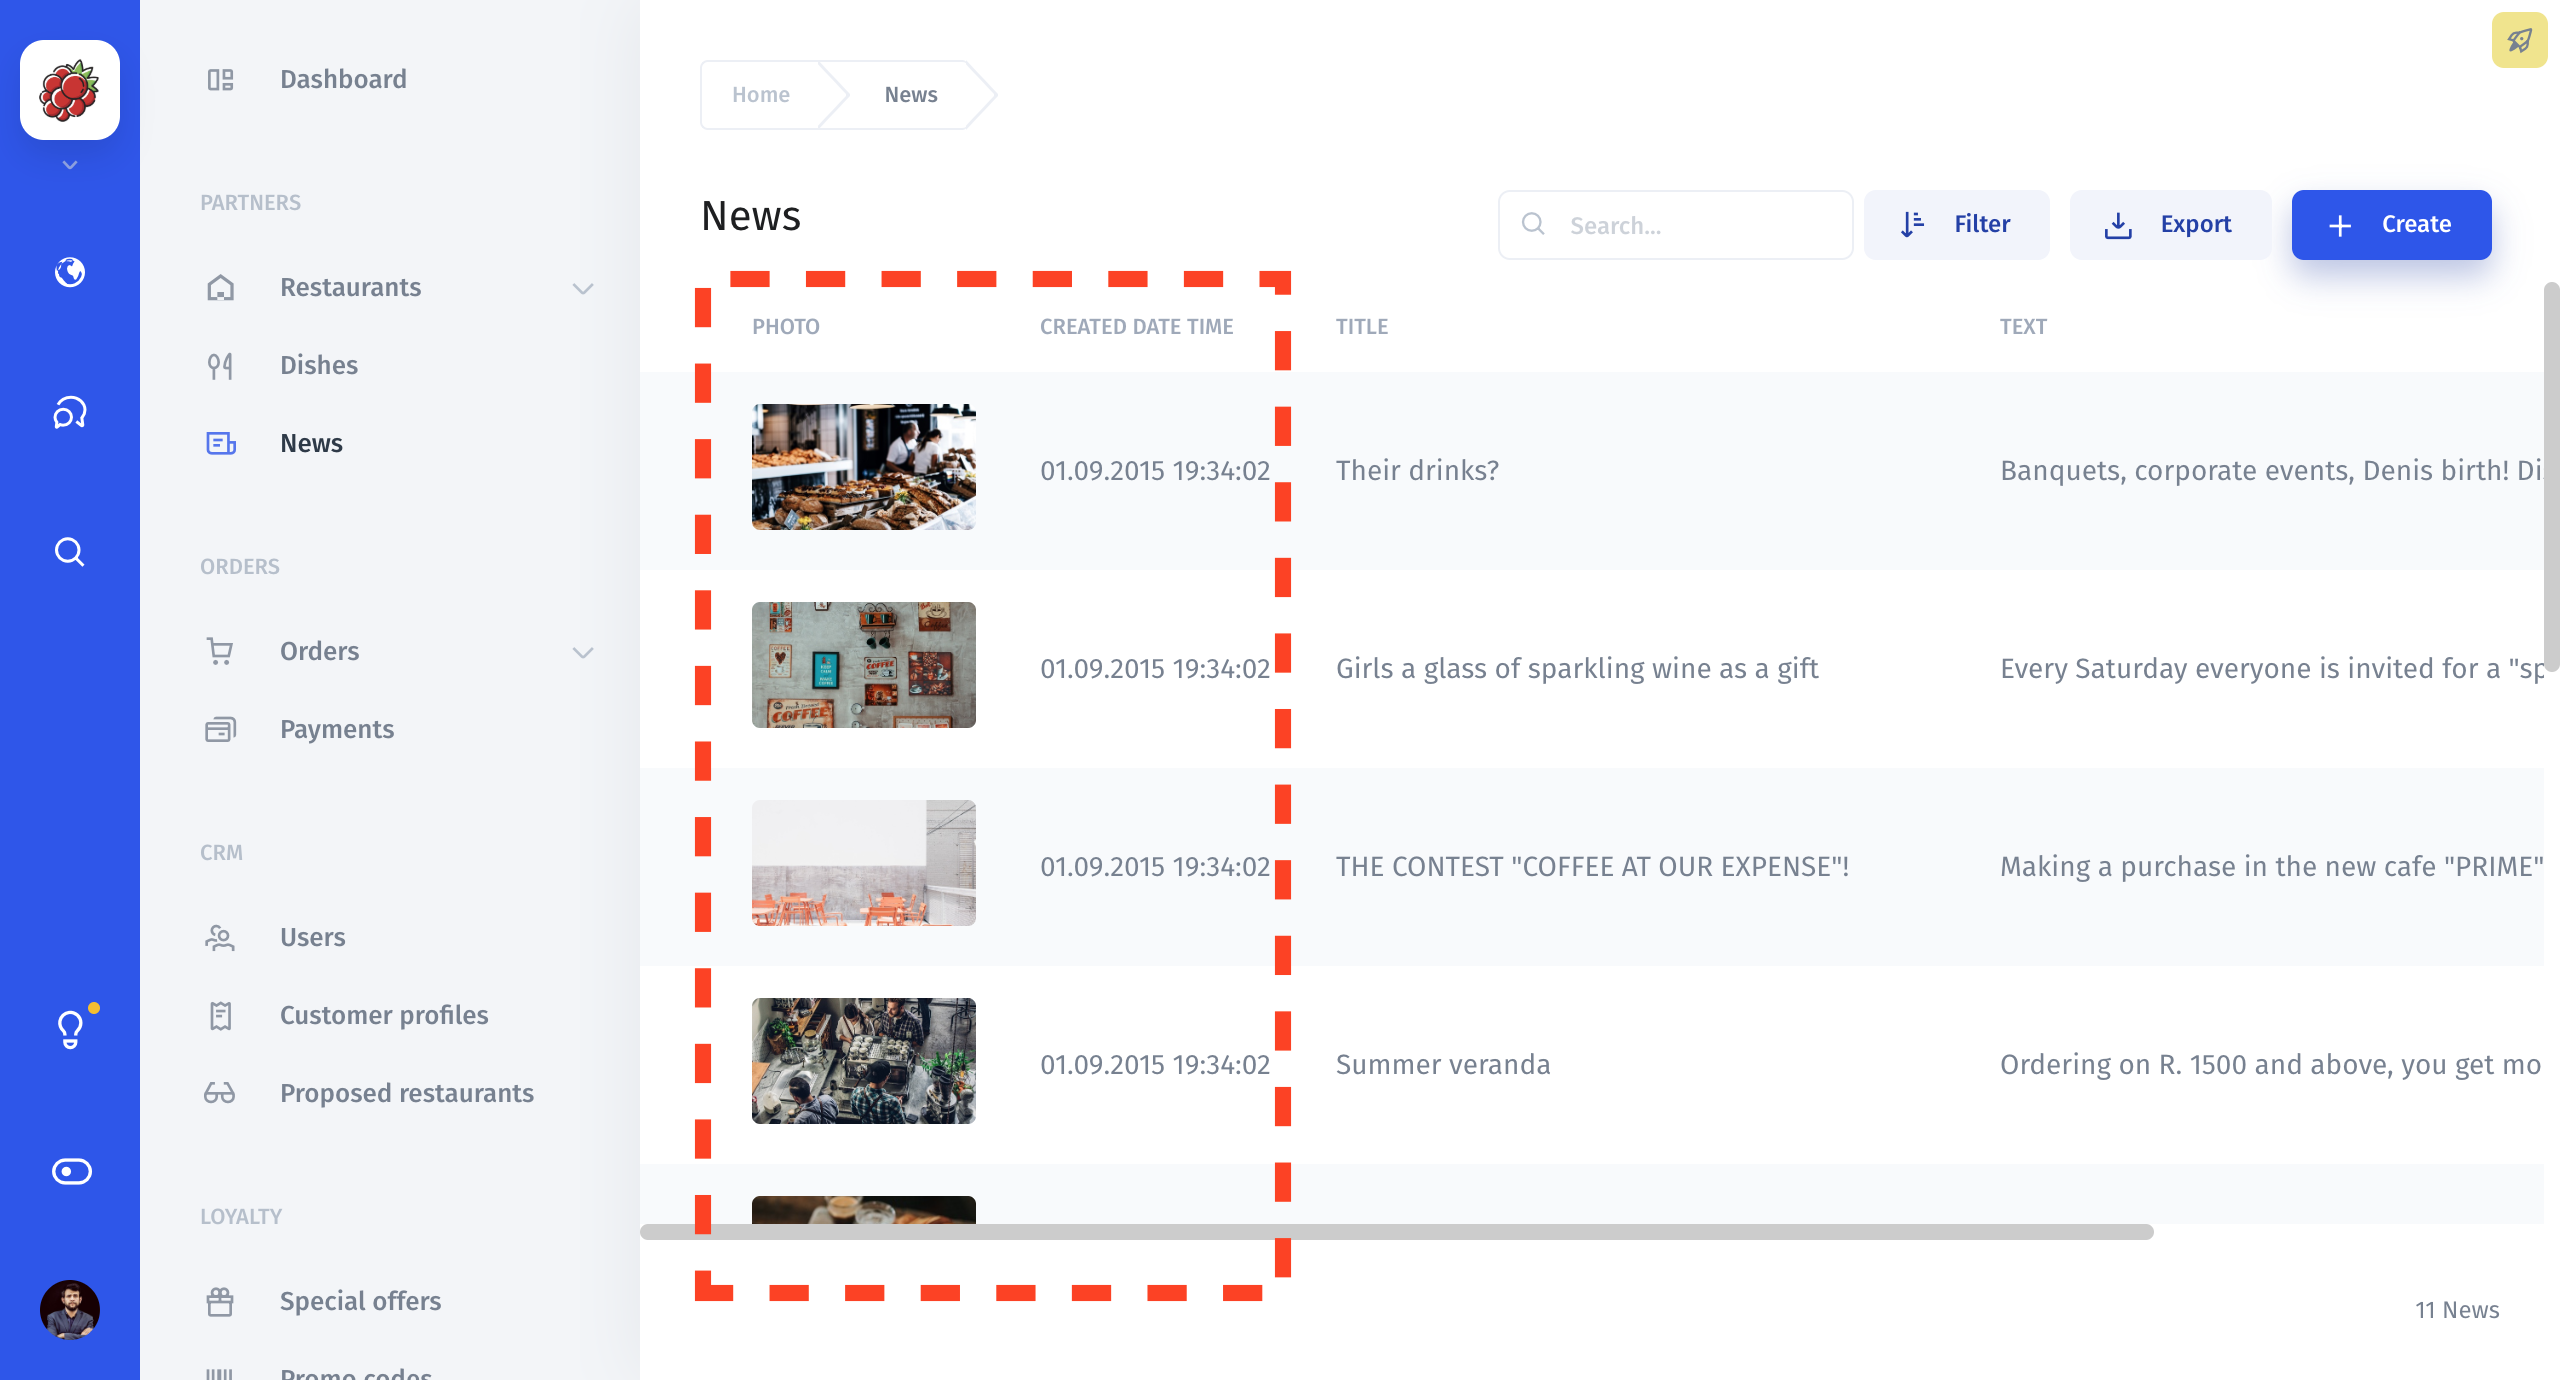 Dashboard
PARTNERS
Restaurants
Dishes
News
ORDERS
Orders
Payments
CRM
Users
Customer profiles
Proposed restaurants
LOYALTY
Special offers
Promo codes
Home
News
News
Search...
Filter
Export
Create
PHOTO CREATED DATE TIME TITLE TEXT
01.09.2015 19:34:02 Their drinks? Banquets, corporate events, Denis birth! Di
COFFEE
01.09.2015 19:34:02 Girls a glass of sparkling wine as a gift Every Saturday everyone is invited for a "sp
01.09.2015 19:34:02 THE CONTEST "COFFEE AT OUR EXPENSE"! Making a purchase in the new cafe "PRIME"
01.09.2015 19:34:02 Summer veranda Ordering on R. 1500 and above, you get mo
11 News